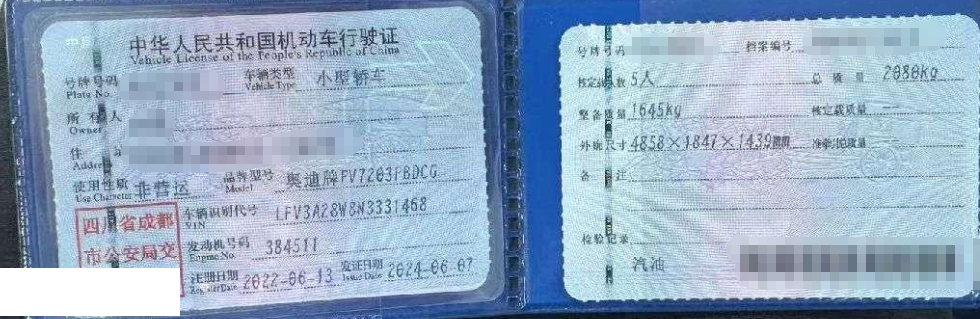 中华人民共和国机动车行驶证
Vehicle License of the People's Republic of China
号牌号码
Plate No.
车辆类型 小型轿车
Vehicle Type
所有人
Owner
住
Address
使用性质 非营运
Use Character
品牌型号 奥迪牌FV7203FBDCG
Model
四川省成都
市公安局交
车辆识别代号 LFV3A28W8N3331468
VIN
发动机号码 384511
Engine No.
注册日期 2022-06-13
Register Date
发证日期 2024-06-07
Issue Date
号牌号码
档案编号
核定载人数 5人
总质量 2080kg
整备质量 1645kg
核定载质量 —
外廓尺寸 4858×1847×1439mm
准牵引总质量
备注
检验记录
汽油